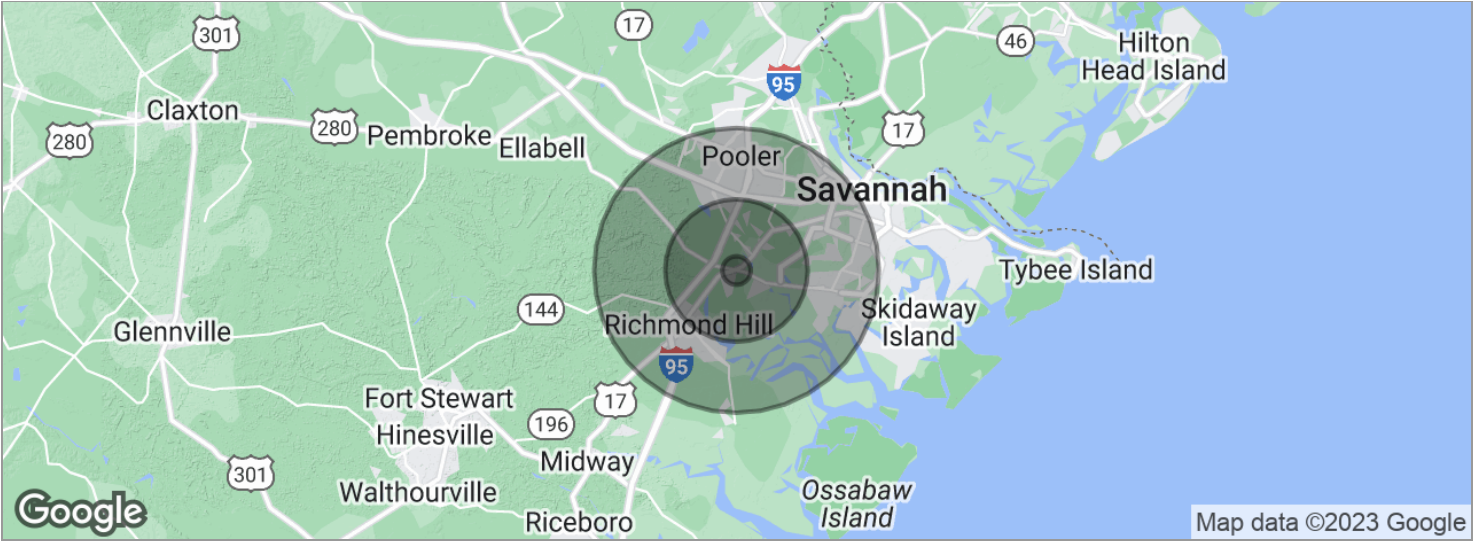 301
17
46
Hilton
Head Island
95
Claxton
280
280
Pembroke
17
Ellabell
Pooler
Savannah
Tybee Island
144
Skidaway
Island
Richmond Hill
Glennville
95
Fort Stewart
17
196
Hinesville
Midway
301
Walthourville
Ossabaw
Island
Google
Riceboro
Map data ©2023 Google